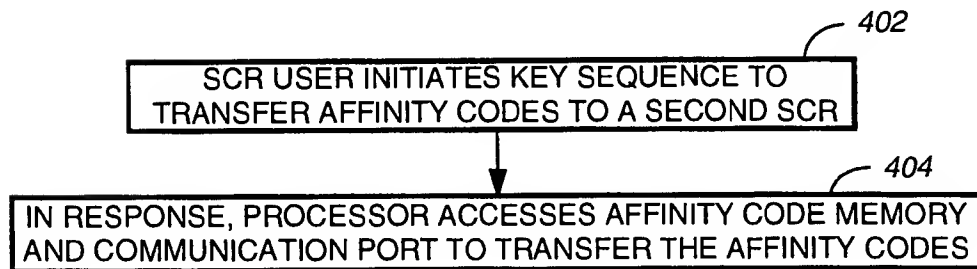 402
SCR USER INITIATES KEY SEQUENCE TO
TRANSFER AFFINITY CODES TO A SECOND SCR
404
IN RESPONSE, PROCESSOR ACCESSES AFFINITY CODE MEMORY
AND COMMUNICATION PORT TO TRANSFER THE AFFINITY CODES